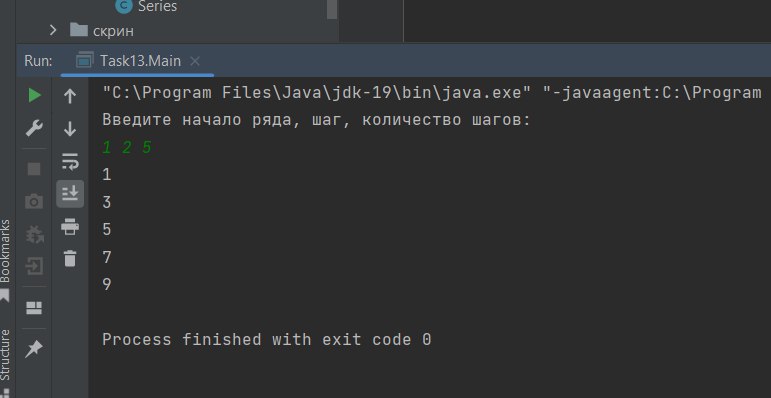 Series
скрин
Run: Task13.Main
"C:\Program Files\Java\jdk-19\bin\java.exe" "-javaagent:C:\Program
Введите начало ряда, шаг, количество шагов:
1 2 5
1
3
5
7
9
Process finished with exit code 0
Bookmarks
Structure